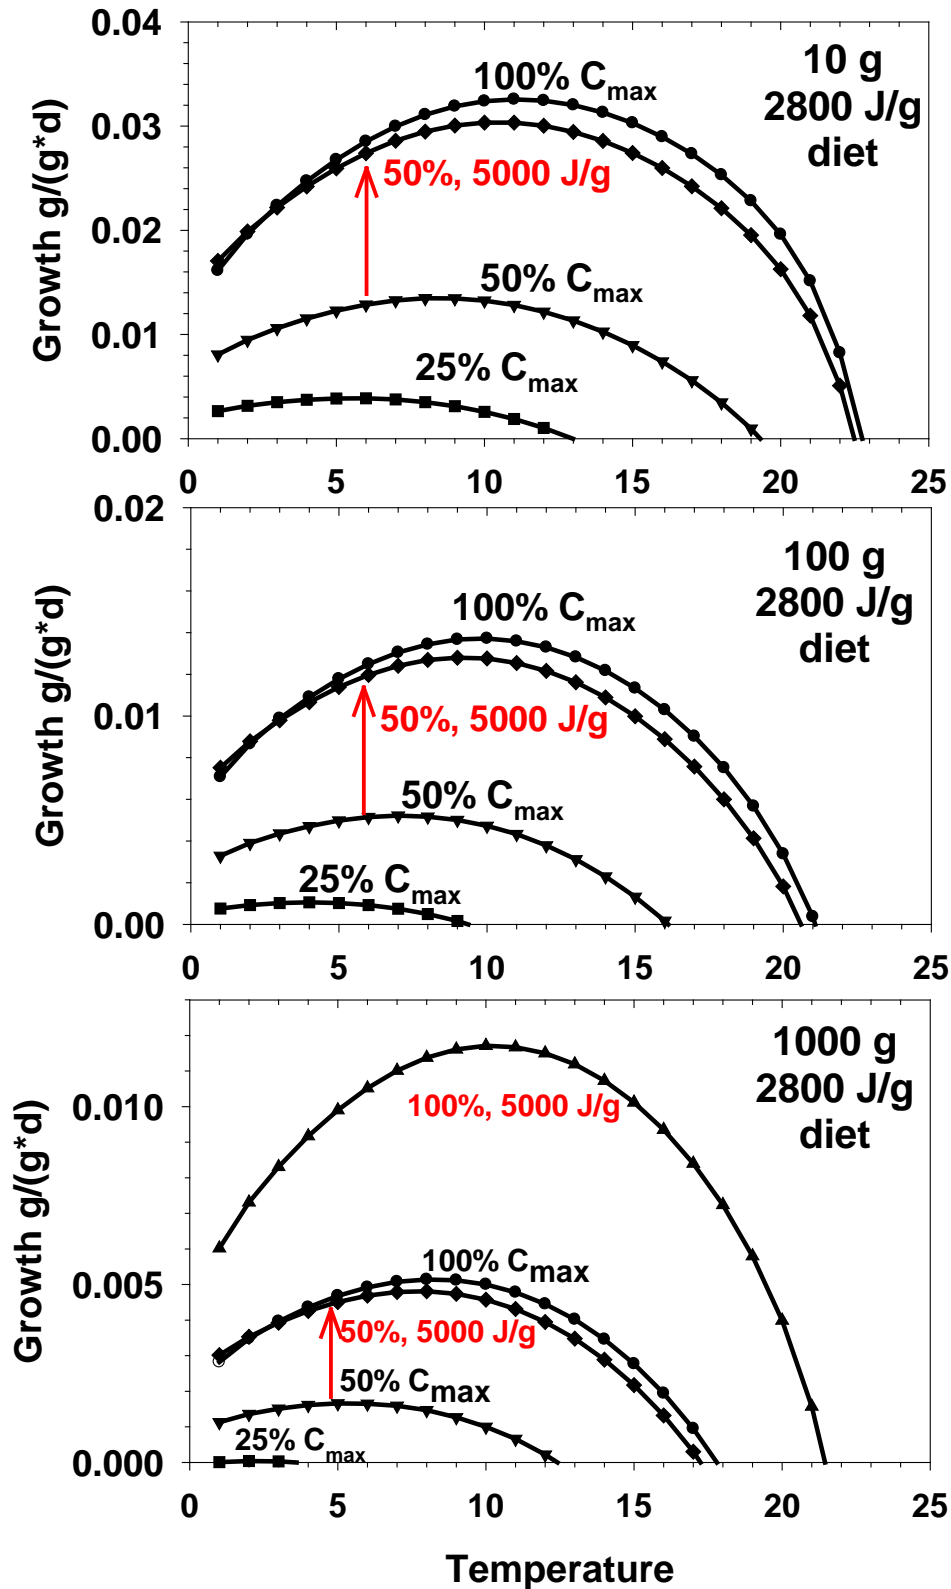 0.04
100% Cmax
10 g
2800 J/g
diet
0.03
50%, 5000 J/g
0.02
50% Cmax
0.01
25% Cmax
0.00
Growth g/(g*d)
0 5 10 15 20 25
0.02
100 g
2800 J/g
diet
100% Cmax
0.01
50%, 5000 J/g
50% Cmax
25% Cmax
0.00
Growth g/(g*d)
0 5 10 15 20 25
1000 g
2800 J/g
diet
0.010
100%, 5000 J/g
100% Cmax
0.005
50%, 5000 J/g
50% Cmax
25% Cmax
0.000
Growth g/(g*d)
0 5 10 15 20 25
Temperature